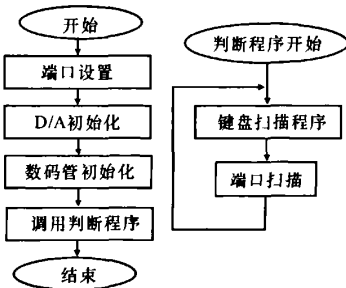 开始
端口设置
D/A初始化
数码管初始化
调用判断程序
结束
判断程序开始
键盘扫描程序
端口扫描